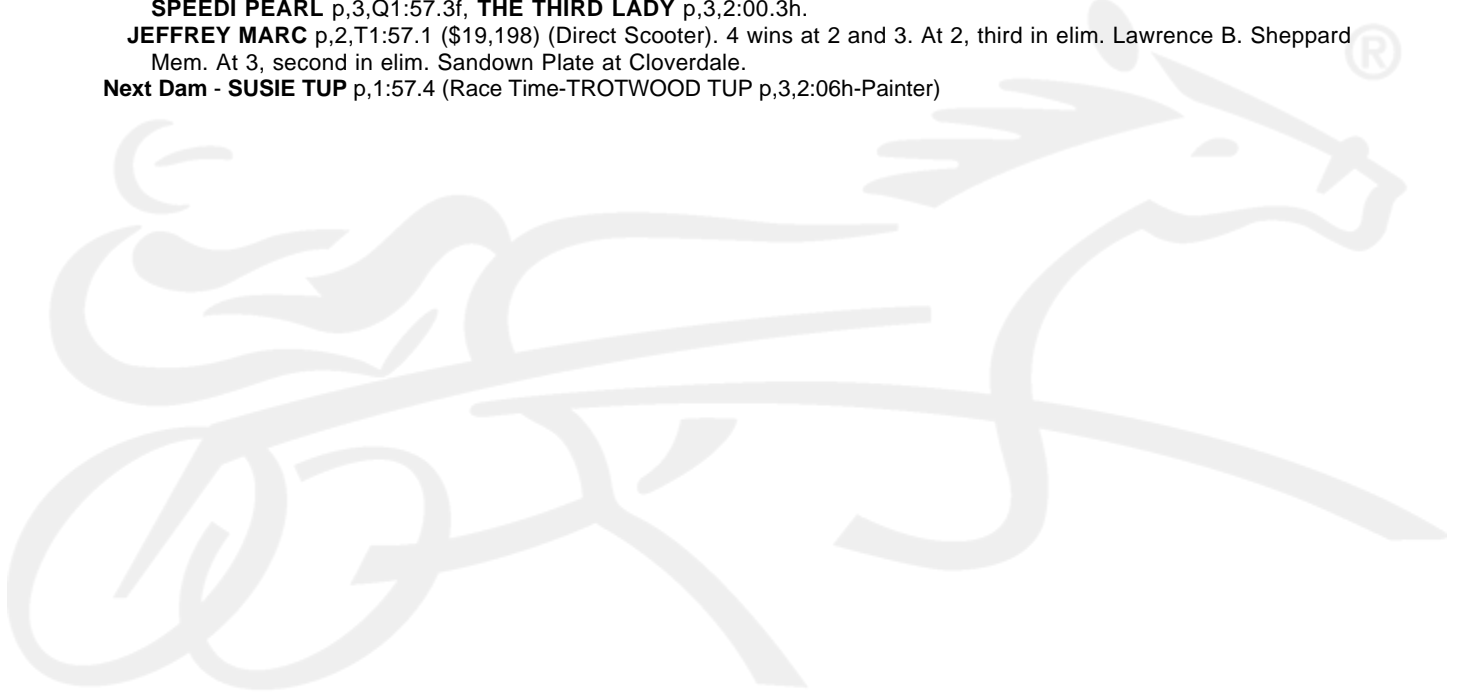 SPEEDI PEARL p,3,Q1:57.3f, THE THIRD LADY p,3,2:00.3h.
JEFFREY MARC p,2,T1:57.1 ($19,198) (Direct Scooter). 4 wins at 2 and 3. At 2, third in elim. Lawrence B. Sheppard
Mem. At 3, second in elim. Sandown Plate at Cloverdale.
Next Dam - SUSIE TUP p,1:57.4 (Race Time-TROTWOOD TUP p,3,2:06h-Painter)
®